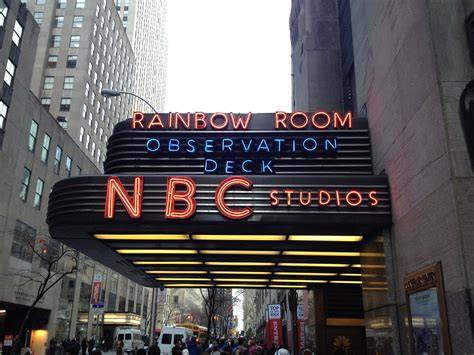 RAINBOW ROOM
OBSERVATION
DECK
NBC STUDIOS